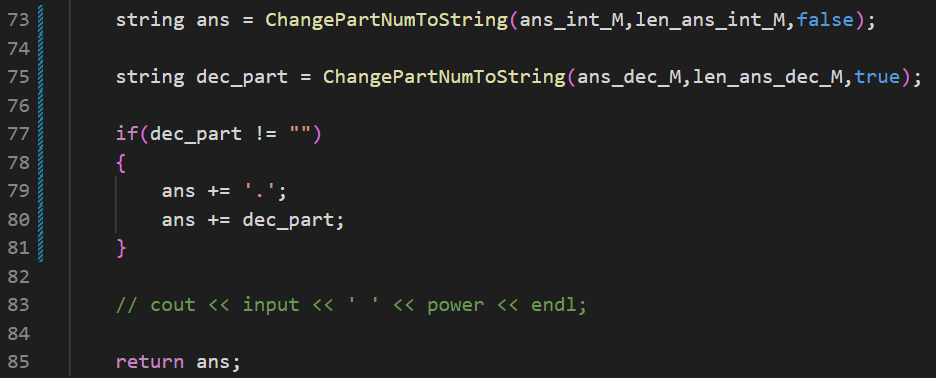 73 string ans = ChangePartNumToString(ans_int_M,len_ans_int_M,false);
74
75 string dec_part = ChangePartNumToString(ans_dec_M,len_ans_dec_M,true);
76
77 if(dec_part != "")
78 {
79 ans += '.';
80 ans += dec_part;
81 }
82
83 // cout << input << ' ' << power << endl;
84
85 return ans;